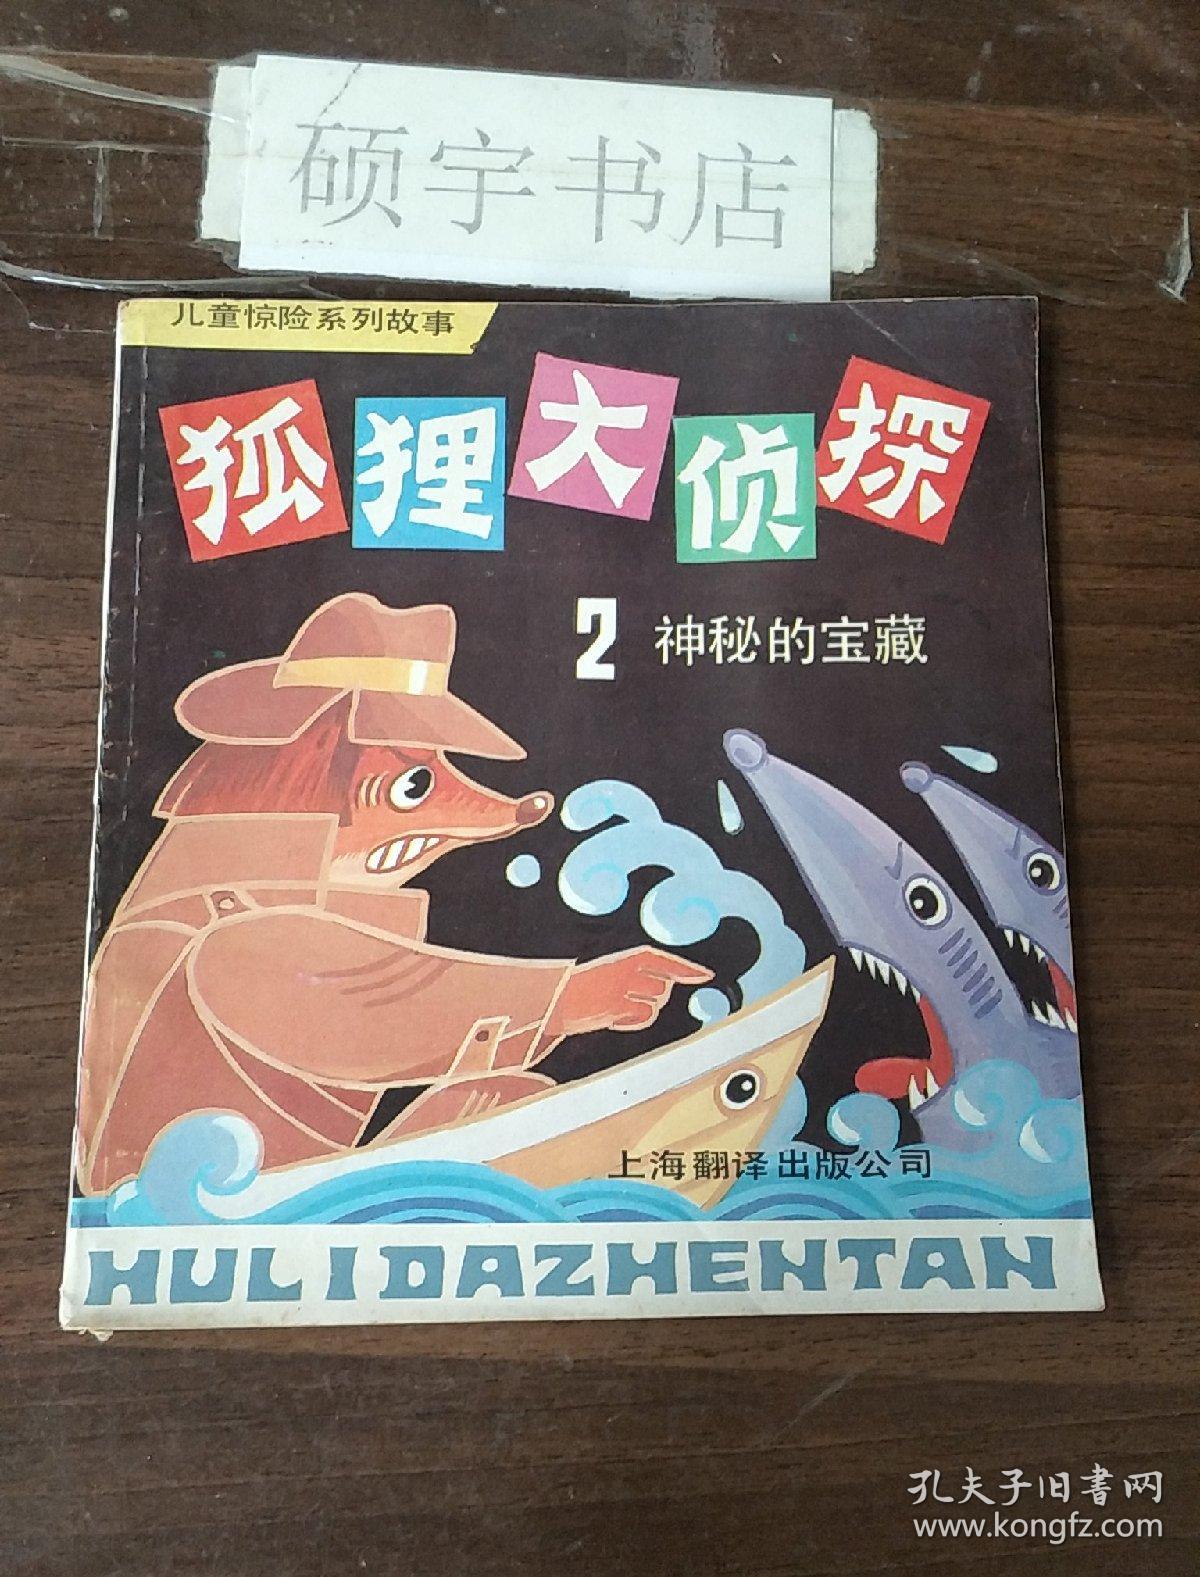 硕宇书店
儿童惊险系列故事
狐狸大侦探
2 神秘的宝藏
上海翻译出版公司
HULIDAZHENTAN
孔夫子旧书网
www.kongfz.com